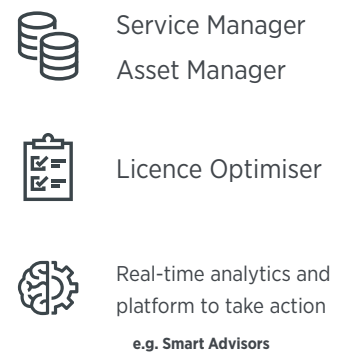 Service Manager
Asset Manager
Licence Optimiser
Real-time analytics and
platform to take action
e.g. Smart Advisors